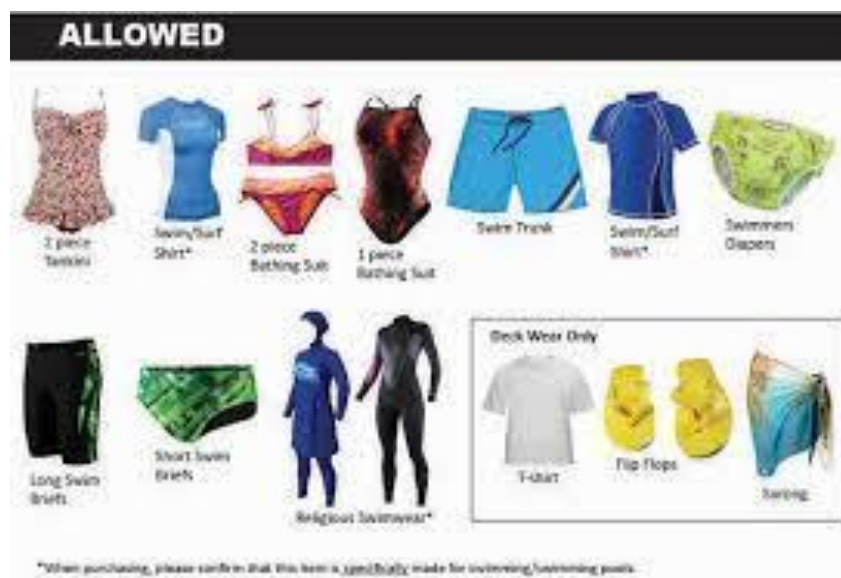 ALLOWED
2 piece
Tankini
Swim/Surf
Shirt*
2 piece
Bathing Suit
1 piece
Bathing Suit
Swim Trunk
Swim/Surf
Shirt*
Swimmers
Diapers
Long Swim
Briefs
Short Swim
Briefs
Religious Swimwear*
Deck Wear Only
T-shirt
Flip Flops
Sarong
*When purchasing, please confirm that this item is specifically made for swimming/swimming pools